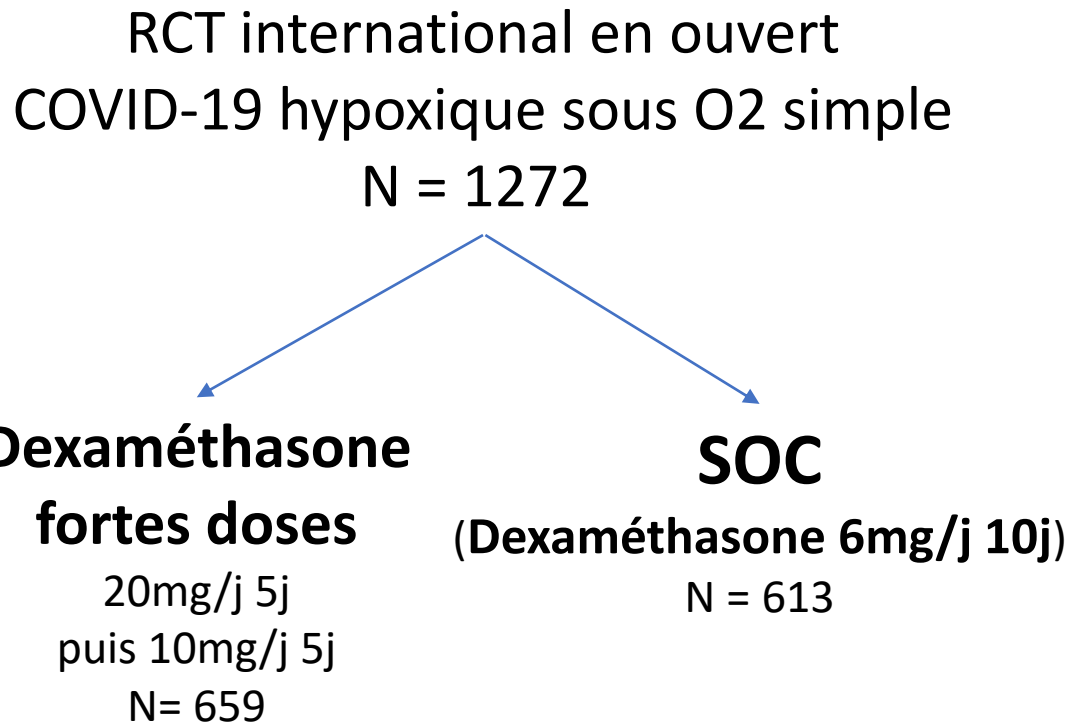 RCT international en ouvert
COVID-19 hypoxique sous O2 simple
N = 1272
Dexaméthasone
fortes doses
20mg/j 5j
puis 10mg/j 5j
N= 659
SOC
(Dexaméthasone 6mg/j 10j)
N = 613